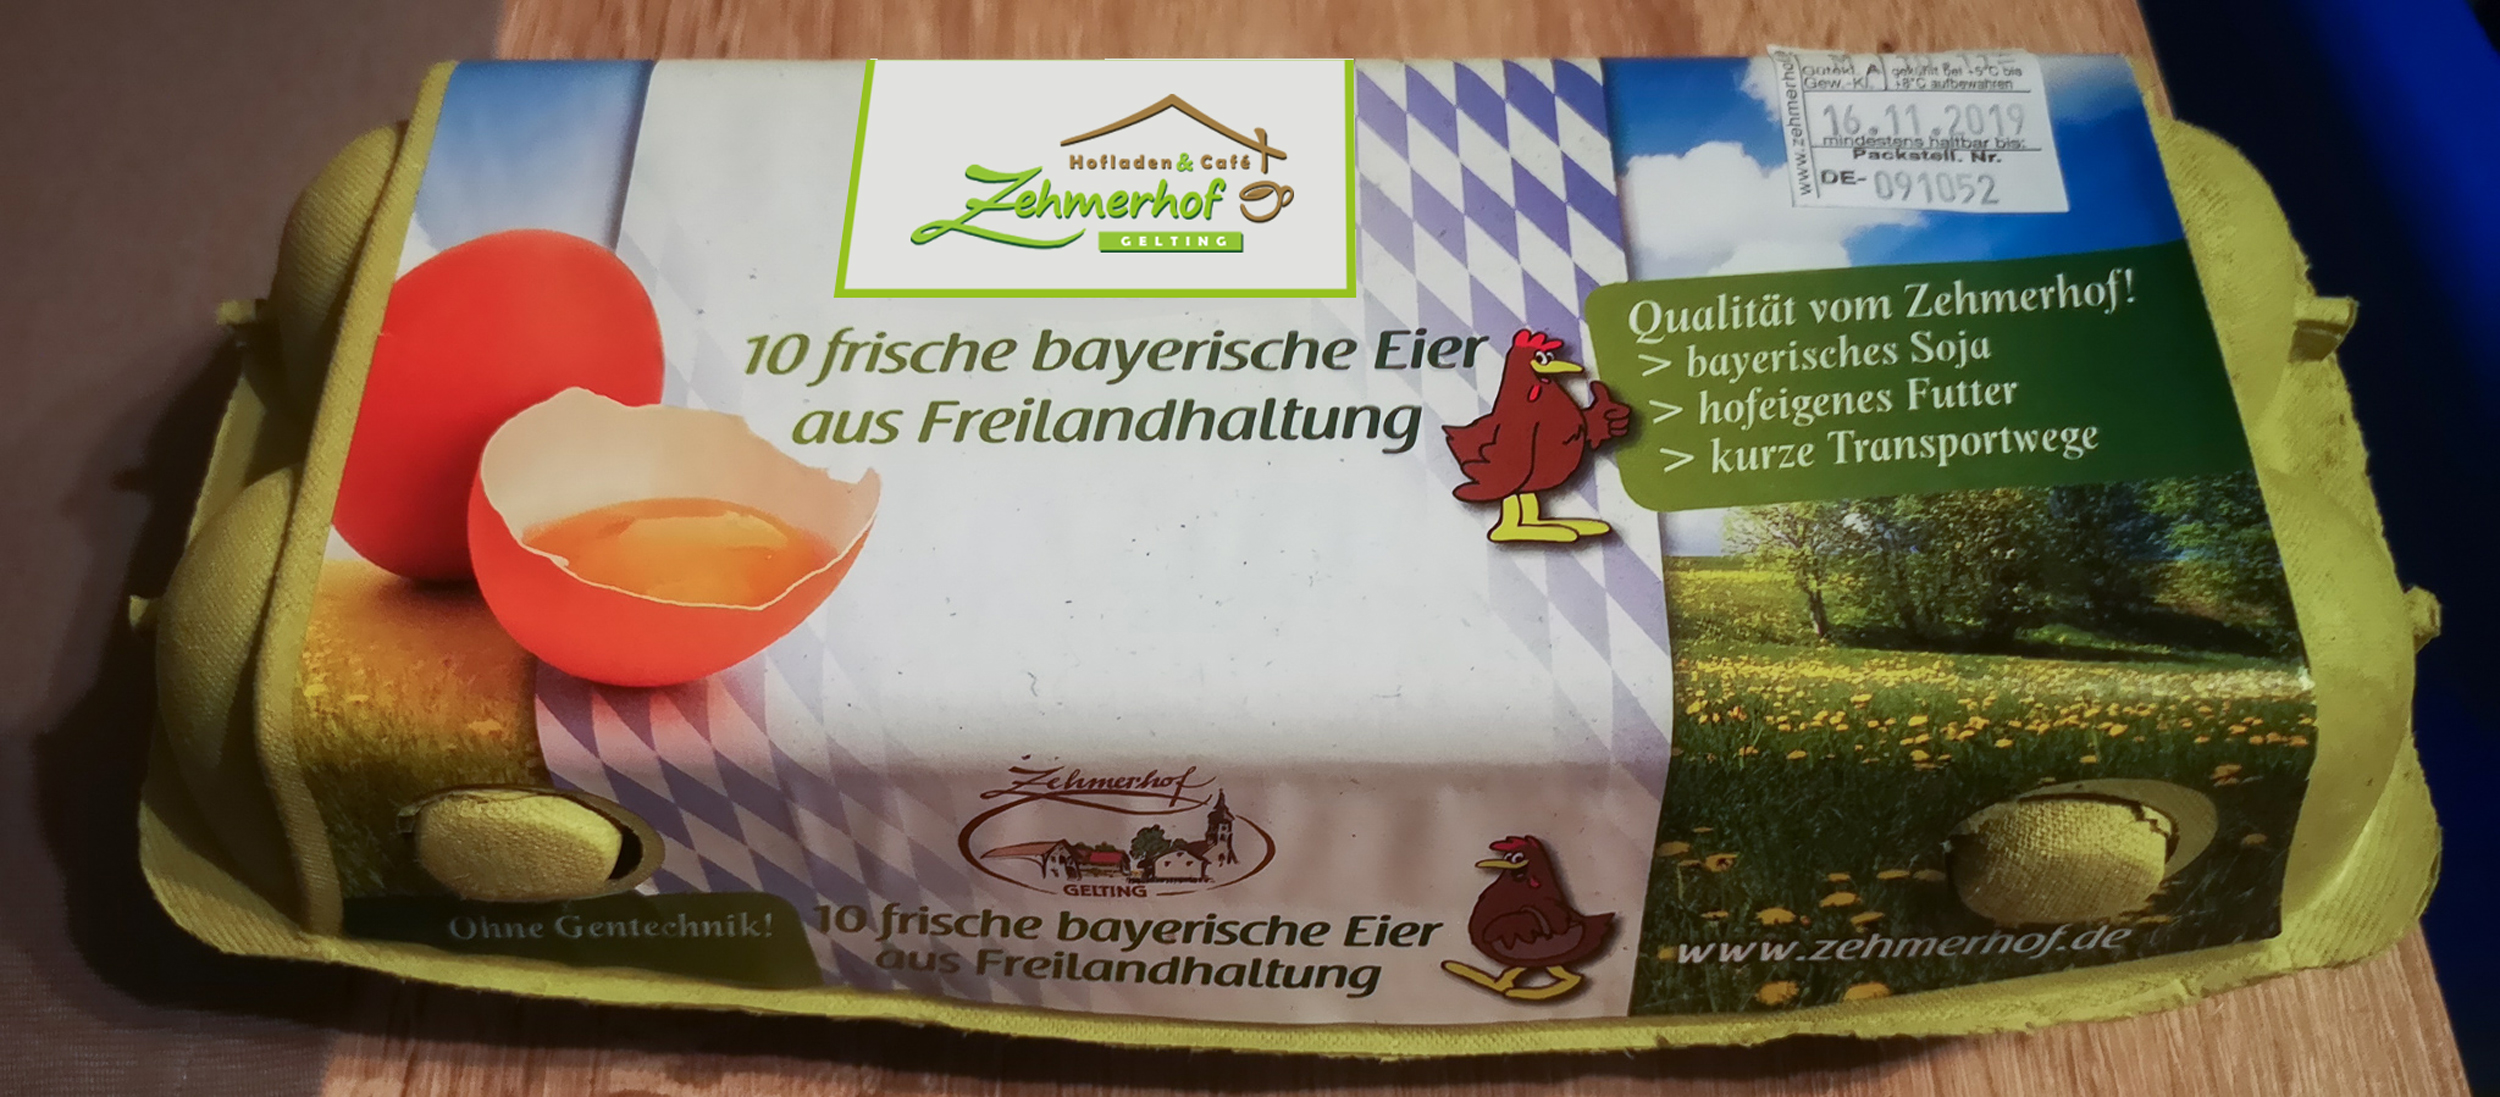 Hofladen & Café
Zehmerhof
GELTING
10 frische bayerische Eier
aus Freilandhaltung
www.zehmerhof
Gütekl. A
Gew.-Kl.
gekühlt bei +5°C bis
+8°C aufbewahren
16.11.2019
mindestens haltbar bis:
Packstell. Nr.
DE-091052
Qualität vom Zehmerhof!
> bayerisches Soja
> hofeigenes Futter
> kurze Transportwege
Zehmerhof
GELTING
Ohne Gentechnik!
10 frische bayerische Eier
aus Freilandhaltung
www.zehmerhof.de